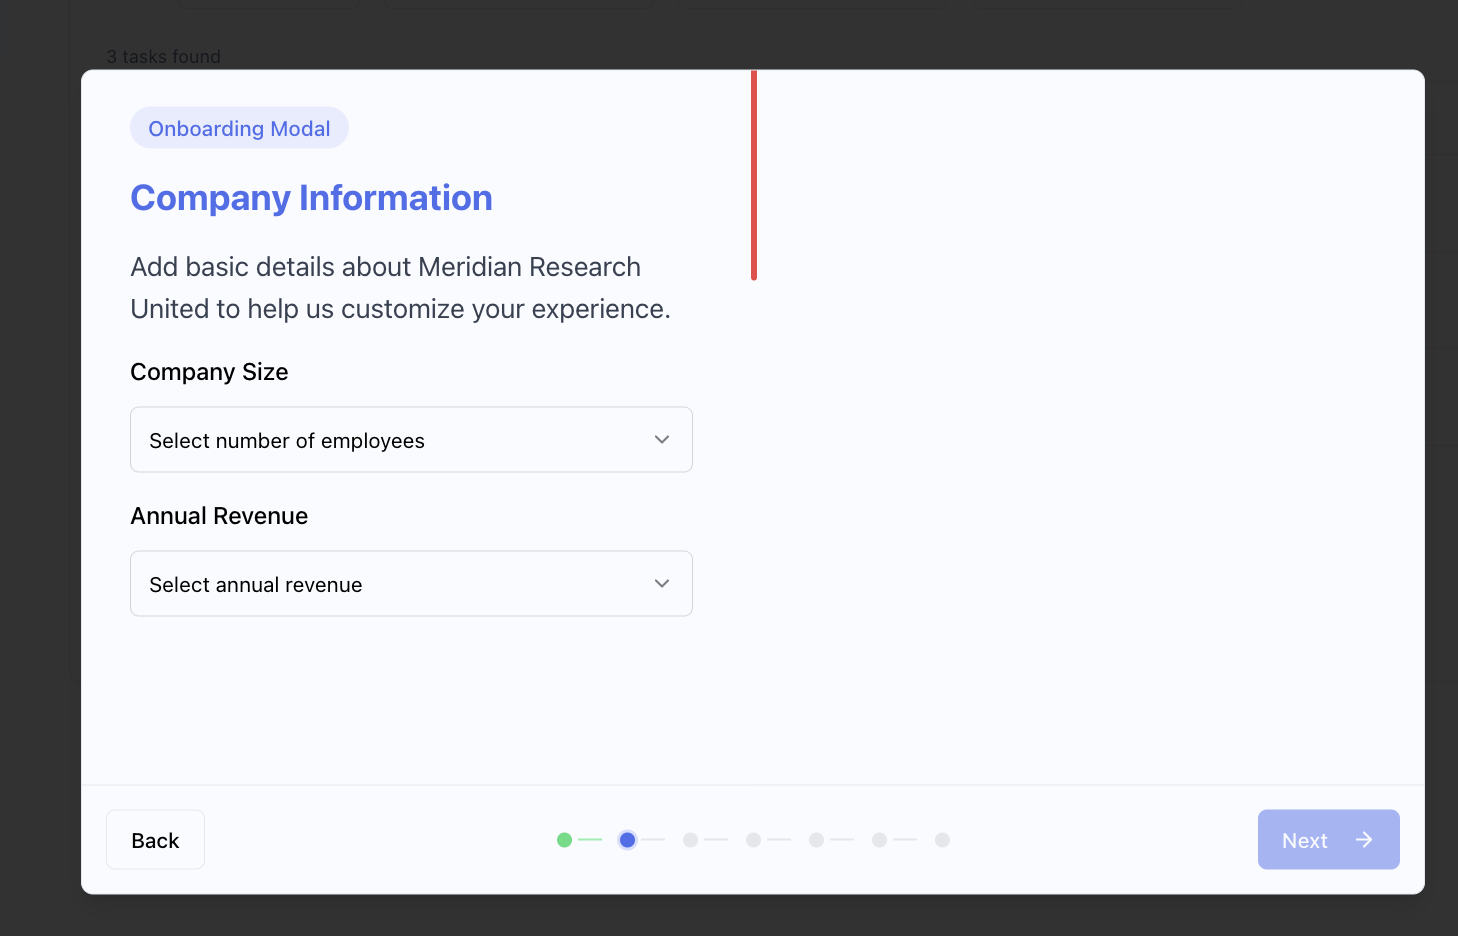 3 tasks found
Onboarding Modal
Company Information
Add basic details about Meridian Research
United to help us customize your experience.
Company Size
Select number of employees
Annual Revenue
Select annual revenue
Back
Next